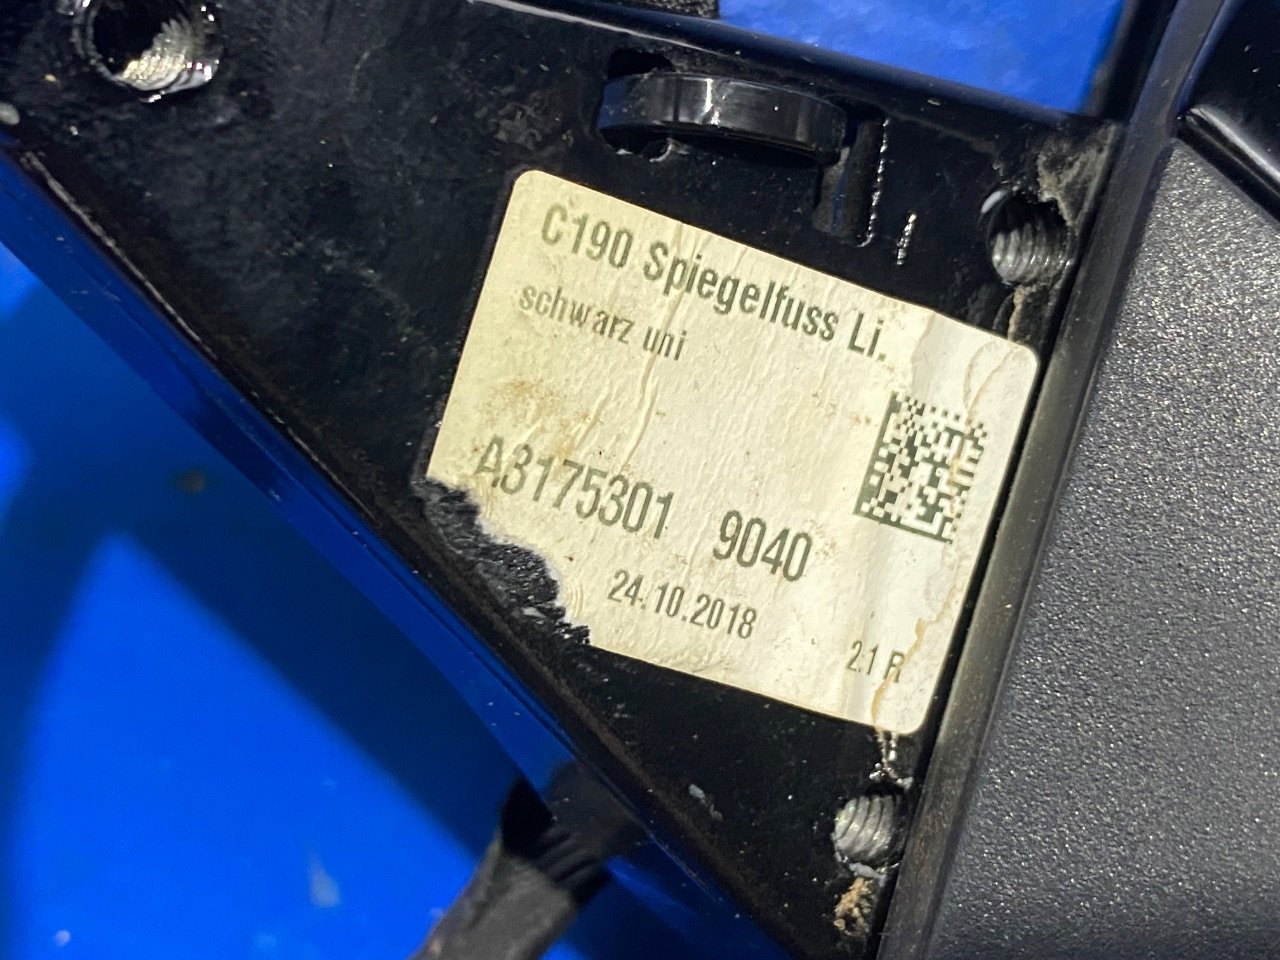 C190 Spiegelfuss Li.
schwarz uni
A3175301 9040
24.10.2018
2.1 R